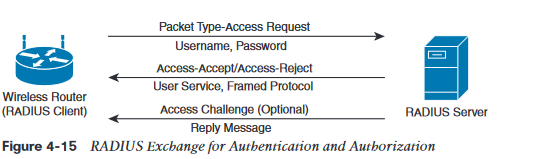 Packet Type-Access Request
Username, Password
Access-Accept/Access-Reject
User Service, Framed Protocol
Access Challenge (Optional)
Reply Message
Wireless Router
(RADIUS Client)
RADIUS Server
Figure 4-15 RADIUS Exchange for Authentication and Authorization